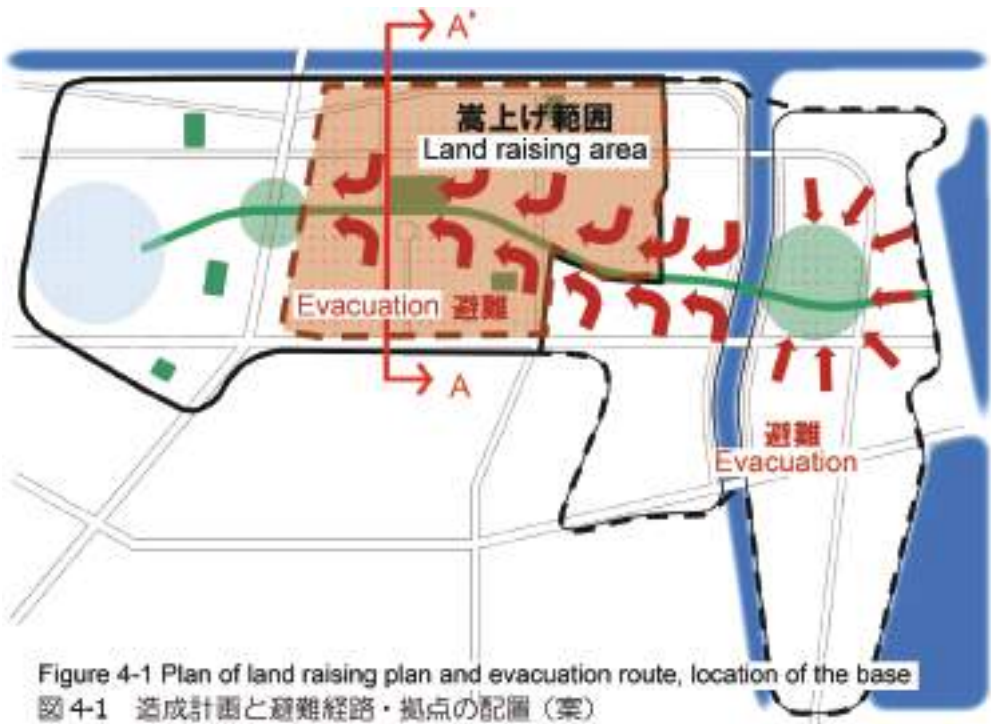 A'
嵩上げ範囲
Land raising area
Evacuation 避難
A
避難
Evacuation
Figure 4-1 Plan of land raising plan and evacuation route, location of the base
図 4-1 造成計画と避難経路・拠点の配置（案）